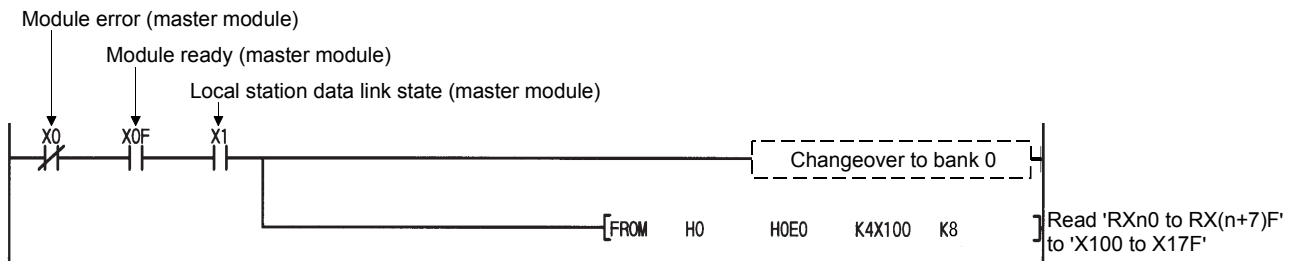 Module error (master module)
Module ready (master module)
Local station data link state (master module)
X0 X0F X1
Changeover to bank 0
FROM H0 H0E0 K4X100 K8
Read 'RXn0 to RX(n+7)F'
to 'X100 to X17F'